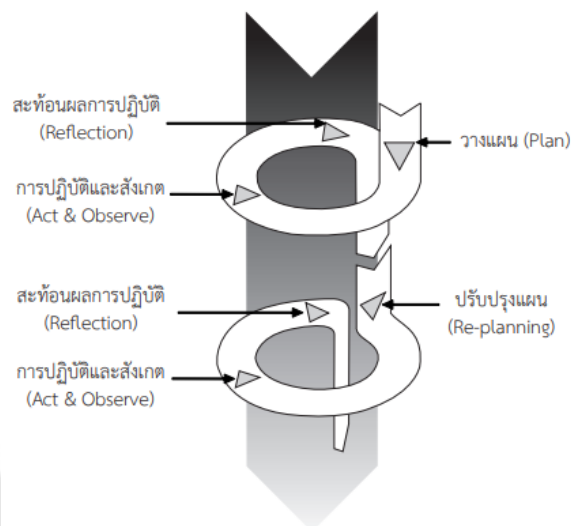 สะท้อนผลการปฏิบัติ
(Reflection)
วางแผน (Plan)
การปฏิบัติและสังเกต
(Act & Observe)
สะท้อนผลการปฏิบัติ
(Reflection)
ปรับปรุงแผน
(Re-planning)
การปฏิบัติและสังเกต
(Act & Observe)